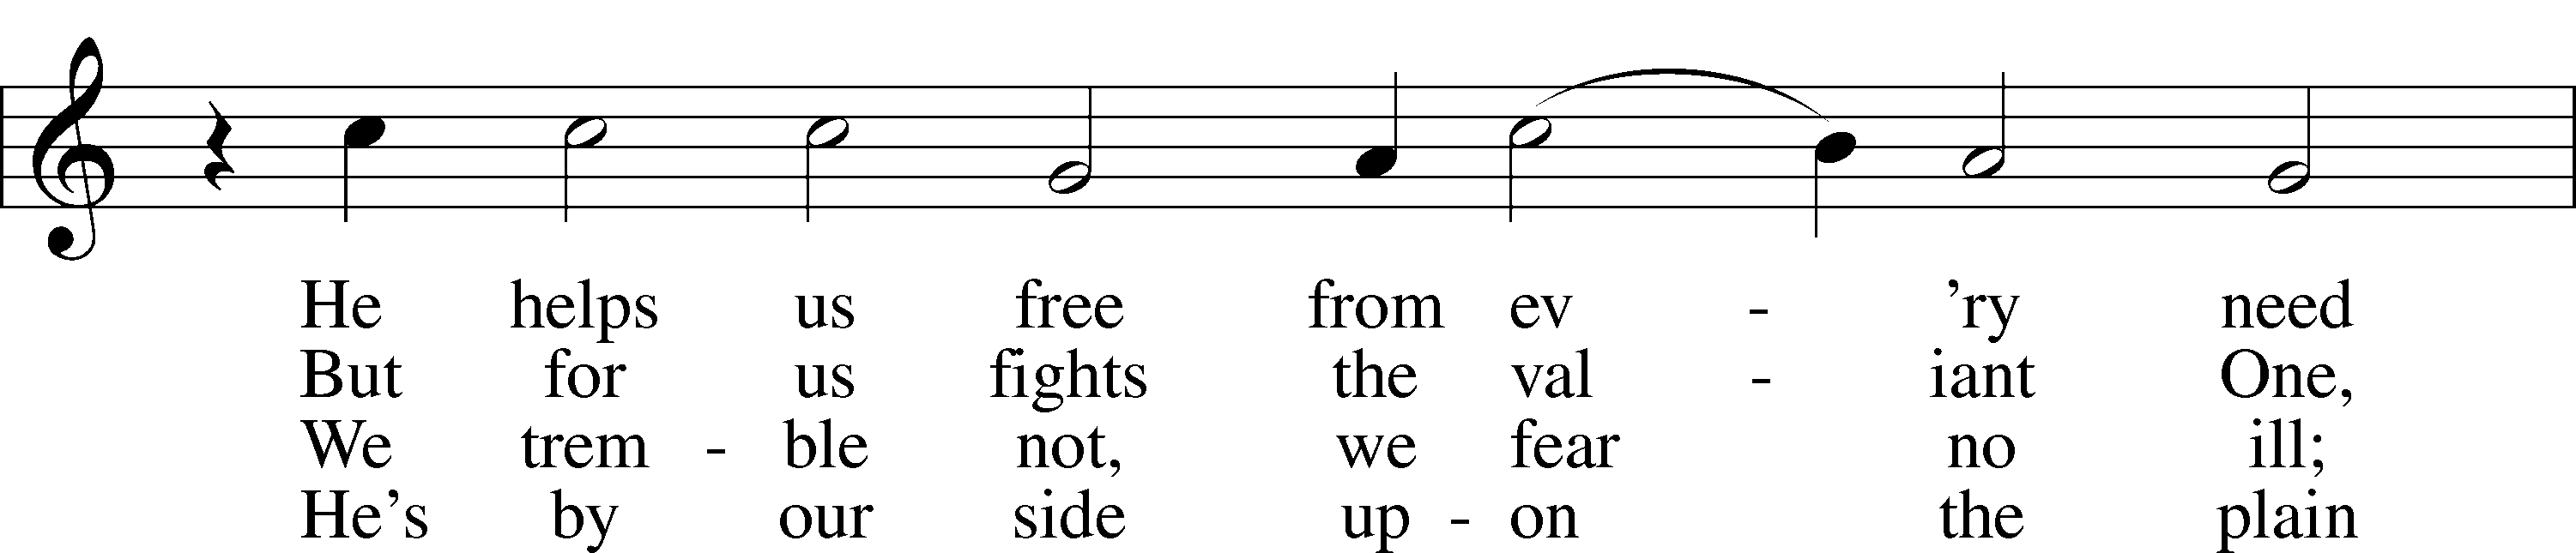 He helps us free from ev - ’ry need
But for us fights the val - iant One,
We trem - ble not, we fear no ill;
He’s by our side up - on the plain